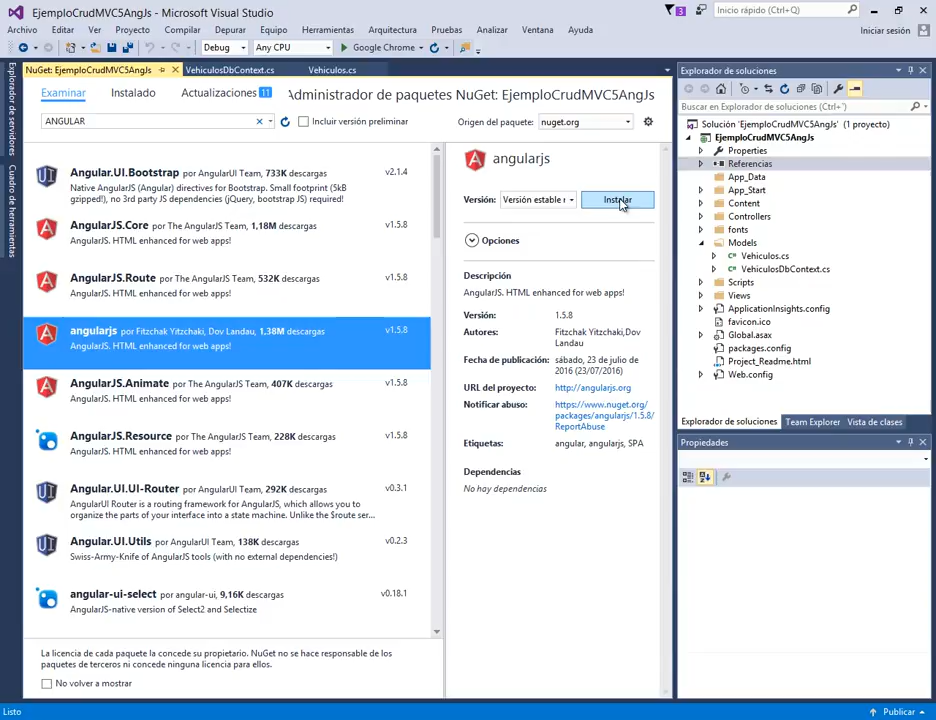 EjemploCrudMVC5AngJs - Microsoft Visual Studio
3
Inicio rápido (Ctrl+Q)
Archivo Editar Ver Proyecto Compilar Depurar Equipo Herramientas Arquitectura Pruebas Analizar Ventana Ayuda
Iniciar sesión
Debug Any CPU Google Chrome
Explorador de servidores
Cuadro de herramientas
NuGet: EjemploCrudMVC5AngJs VehiculosDbContext.cs Vehiculos.cs
Examinar Instalado Actualizaciones 11
Administrador de paquetes NuGet: EjemploCrudMVC5AngJs
ANGULAR
Incluir versión preliminar
Origen del paquete: nuget.org
Angular.UI.Bootstrap por AngularUI Team, 733K descargas v2.1.4
Native AngularJS (Angular) directives for Bootstrap. Small footprint (5kB
gzipped!), no 3rd party JS dependencies (jQuery, bootstrap JS) required!
AngularJS.Core por The AngularJS Team, 1,18M descargas v1.5.8
AngularJS. HTML enhanced for web apps!
AngularJS.Route por The AngularJS Team, 532K descargas v1.5.8
AngularJS. HTML enhanced for web apps!
angularjs por Fitzchak Yitzchaki, Dov Landau, 1,38M descargas v1.5.8
AngularJS. HTML enhanced for web apps!
AngularJS.Animate por The AngularJS Team, 407K descargas v1.5.8
AngularJS. HTML enhanced for web apps!
AngularJS.Resource por The AngularJS Team, 228K descargas v1.5.8
AngularJS. HTML enhanced for web apps!
Angular.UI.UI-Router por AngularUI Team, 292K descargas v0.3.1
AngularUI Router is a routing framework for AngularJS, which allows you to
organize the parts of your interface into a state machine. Unlike the $route ser...
Angular.UI.Utils por AngularUI Team, 138K descargas v0.2.3
Swiss-Army-Knife of AngularJS tools (with no external dependencies!)
angular-ui-select por angular-ui, 9,16K descargas v0.18.1
AngularJS-native version of Select2 and Selectize
La licencia de cada paquete la concede su propietario. NuGet no se hace responsable de los
paquetes de terceros ni concede ninguna licencia para ellos.
No volver a mostrar
angularjs
Versión: Versión estable Instalar
Opciones
Descripción
AngularJS. HTML enhanced for web apps!
Versión: 1.5.8
Autores: Fitzchak Yitzchaki,Dov
Landau
Fecha de publicación: sábado, 23 de julio de
2016 (23/07/2016)
URL del proyecto: http://angularjs.org
Notificar abuso: https://www.nuget.org/
packages/angularjs/1.5.8/
ReportAbuse
Etiquetas: angular, angularjs, SPA
Dependencias
No hay dependencias
Explorador de soluciones
Buscar en Explorador de soluciones (Ctrl+')
Solución 'EjemploCrudMVC5AngJs' (1 proyecto)
EjemploCrudMVC5AngJs
Properties
Referencias
App_Data
App_Start
Content
Controllers
fonts
Models
C# Vehiculos.cs
C# VehiculosDbContext.cs
Scripts
Views
ApplicationInsights.config
favicon.ico
Global.asax
packages.config
Project_Readme.html
Web.config
Explorador de soluciones Team Explorer Vista de clases
Propiedades
Listo
Publicar